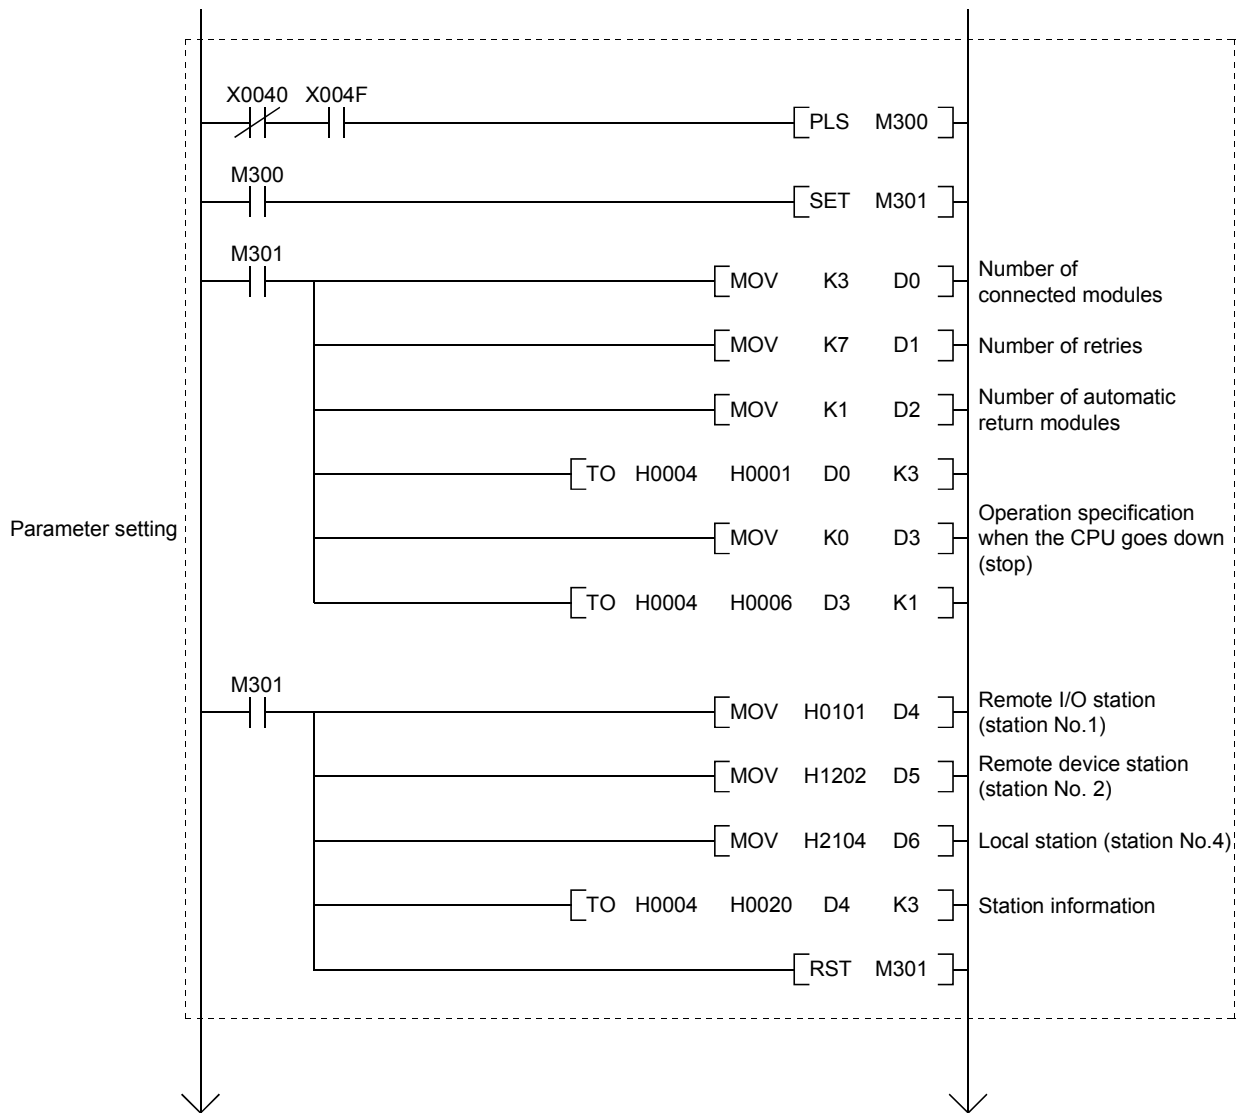 X0040 X004F
PLS M300
M300
SET M301
M301
MOV K3 D0
Number of
connected modules
MOV K7 D1
Number of retries
MOV K1 D2
Number of automatic
return modules
TO H0004 H0001 D0 K3
Parameter setting
MOV K0 D3
Operation specification
when the CPU goes down
(stop)
TO H0004 H0006 D3 K1
M301
MOV H0101 D4
Remote I/O station
(station No.1)
MOV H1202 D5
Remote device station
(station No. 2)
MOV H2104 D6
Local station (station No.4)
TO H0004 H0020 D4 K3
Station information
RST M301